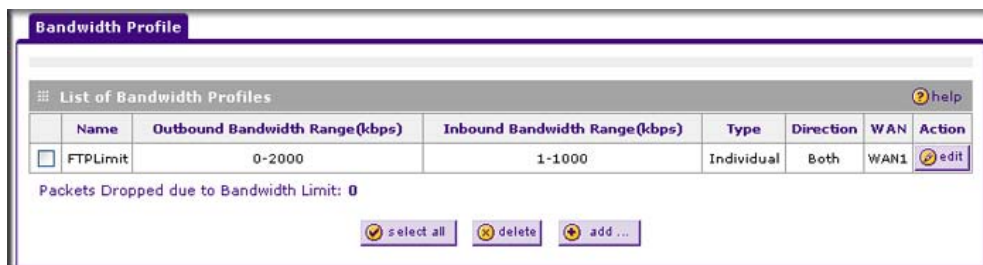 Bandwidth Profile
List of Bandwidth Profiles help
Name Outbound Bandwidth Range(kbps) Inbound Bandwidth Range(kbps) Type Direction WAN Action
FTPLimit 0-2000 1-1000 Individual Both WAN1 edit
Packets Dropped due to Bandwidth Limit: 0
select all delete add ...